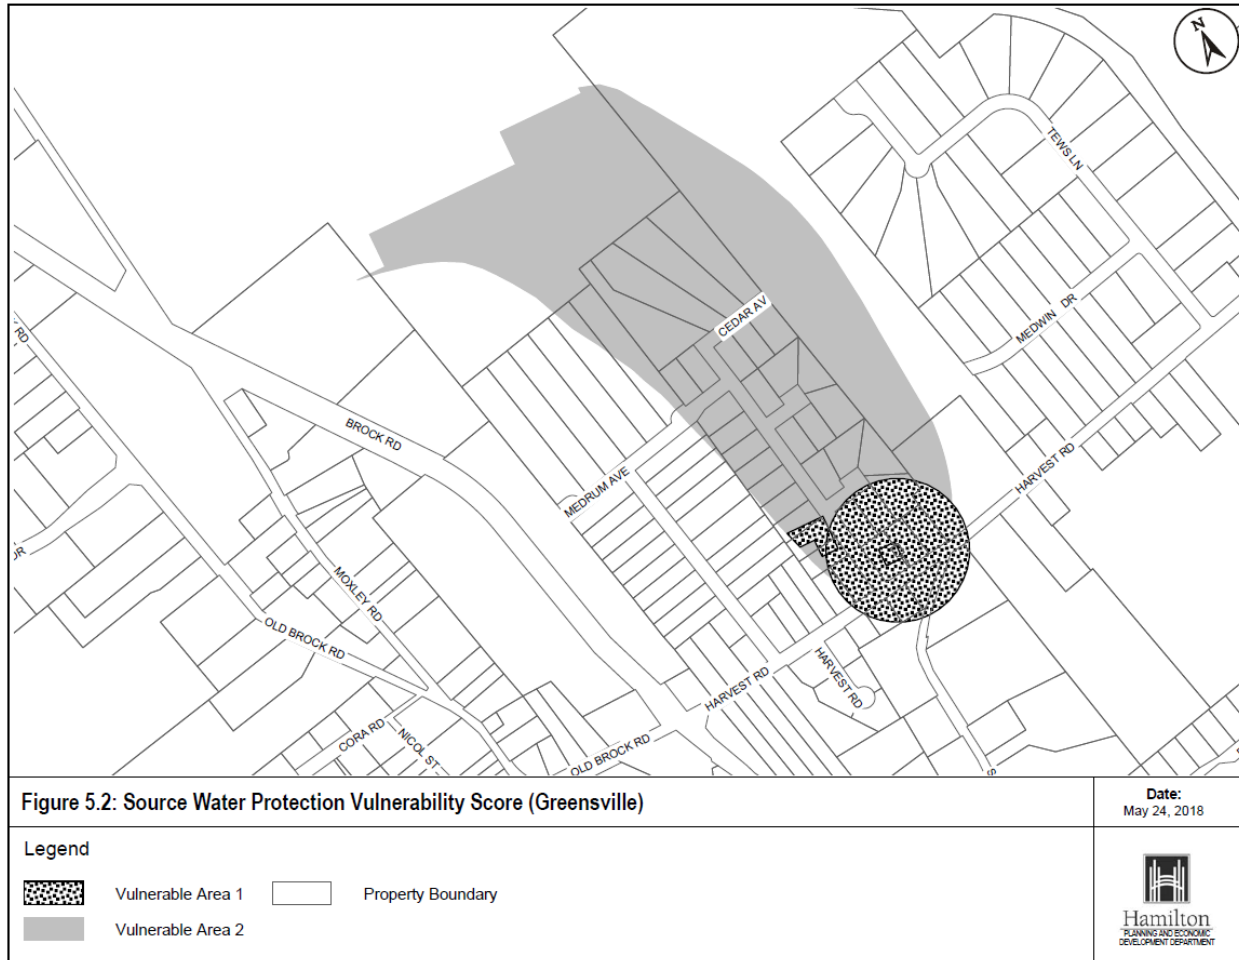 N
TEWS LN
CEDAR AV
MEDWIN DR
RD
BROCK RD
HARVEST RD
MEDRUM AVE
DR
MOXLEY RD
OLD BROCK RD
HARVEST RD
HARVEST RD
CORA RD
NICOL ST
OLD BROCK RD
S
Figure 5.2: Source Water Protection Vulnerability Score (Greensville)
Date:
May 24, 2018
Legend
Vulnerable Area 1
Property Boundary
Vulnerable Area 2
Hamilton
PLANNING AND ECONOMIC
DEVELOPMENT DEPARTMENT